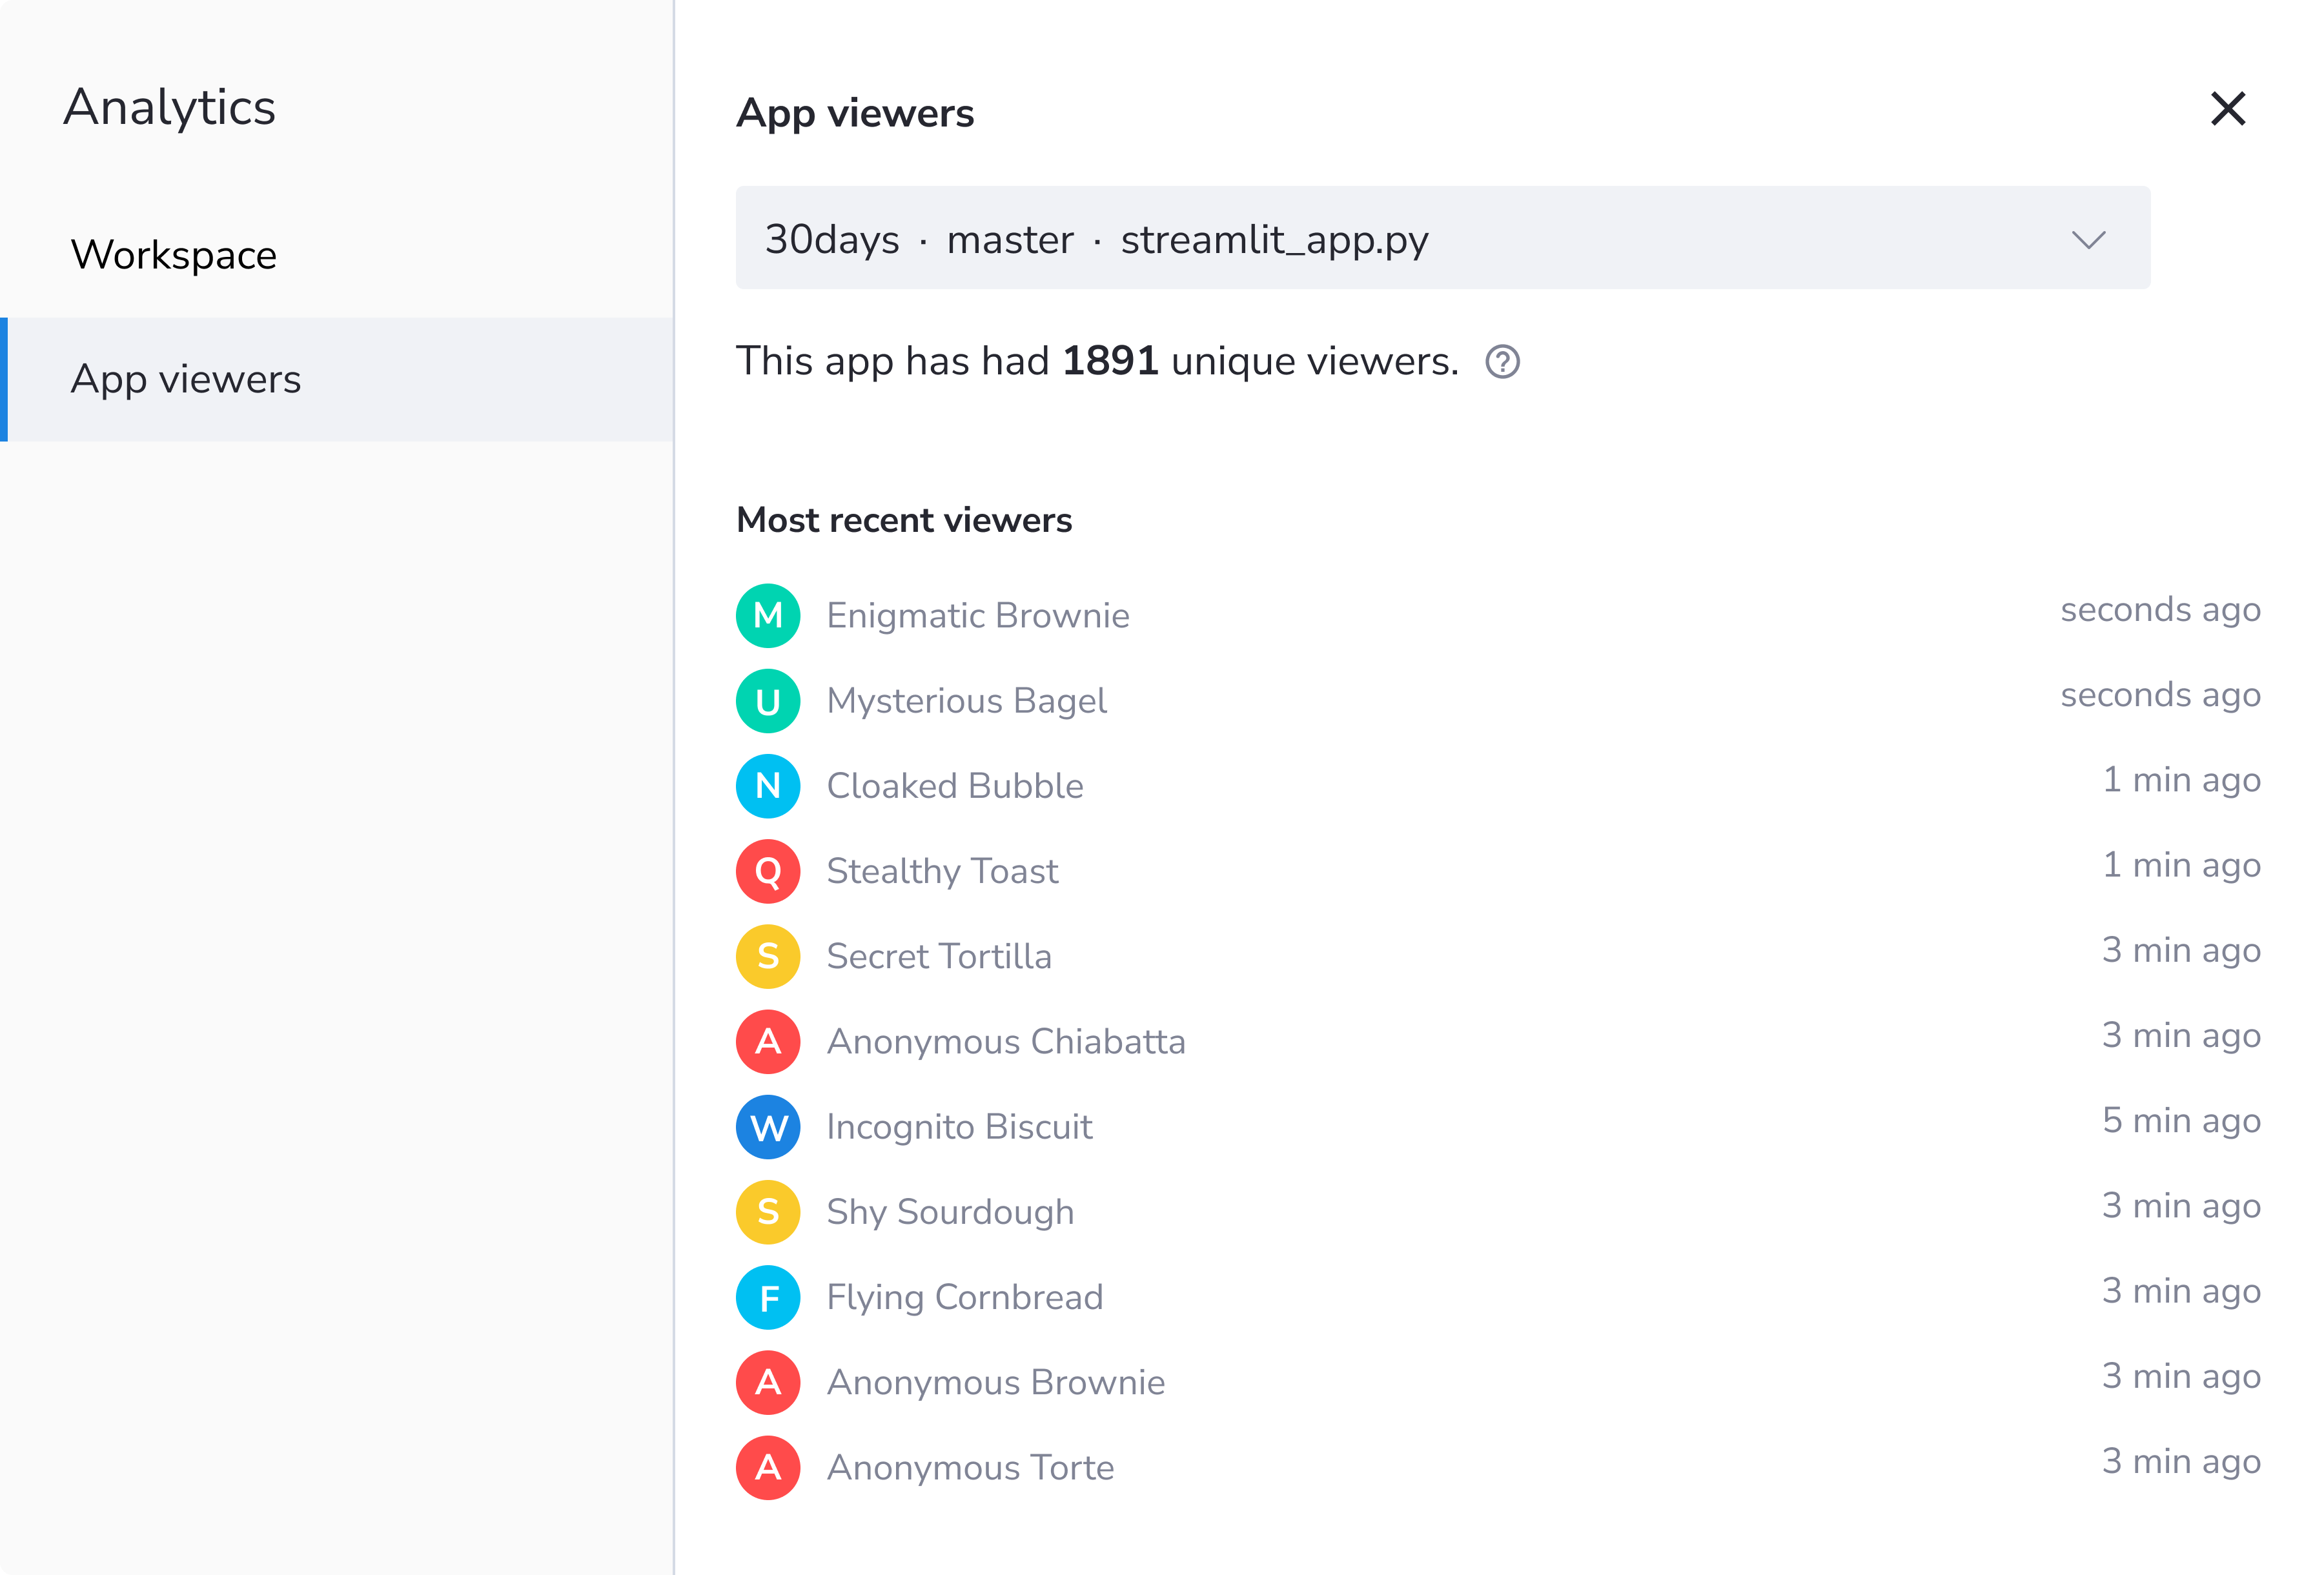 Analytics
Workspace
App viewers
App viewers
30days · master · streamlit_app.py
This app has had 1891 unique viewers. ?
Most recent viewers
M Enigmatic Brownie seconds ago
U Mysterious Bagel seconds ago
N Cloaked Bubble 1 min ago
Q Stealthy Toast 1 min ago
S Secret Tortilla 3 min ago
A Anonymous Chiabatta 3 min ago
W Incognito Biscuit 5 min ago
S Shy Sourdough 3 min ago
F Flying Cornbread 3 min ago
A Anonymous Brownie 3 min ago
A Anonymous Torte 3 min ago